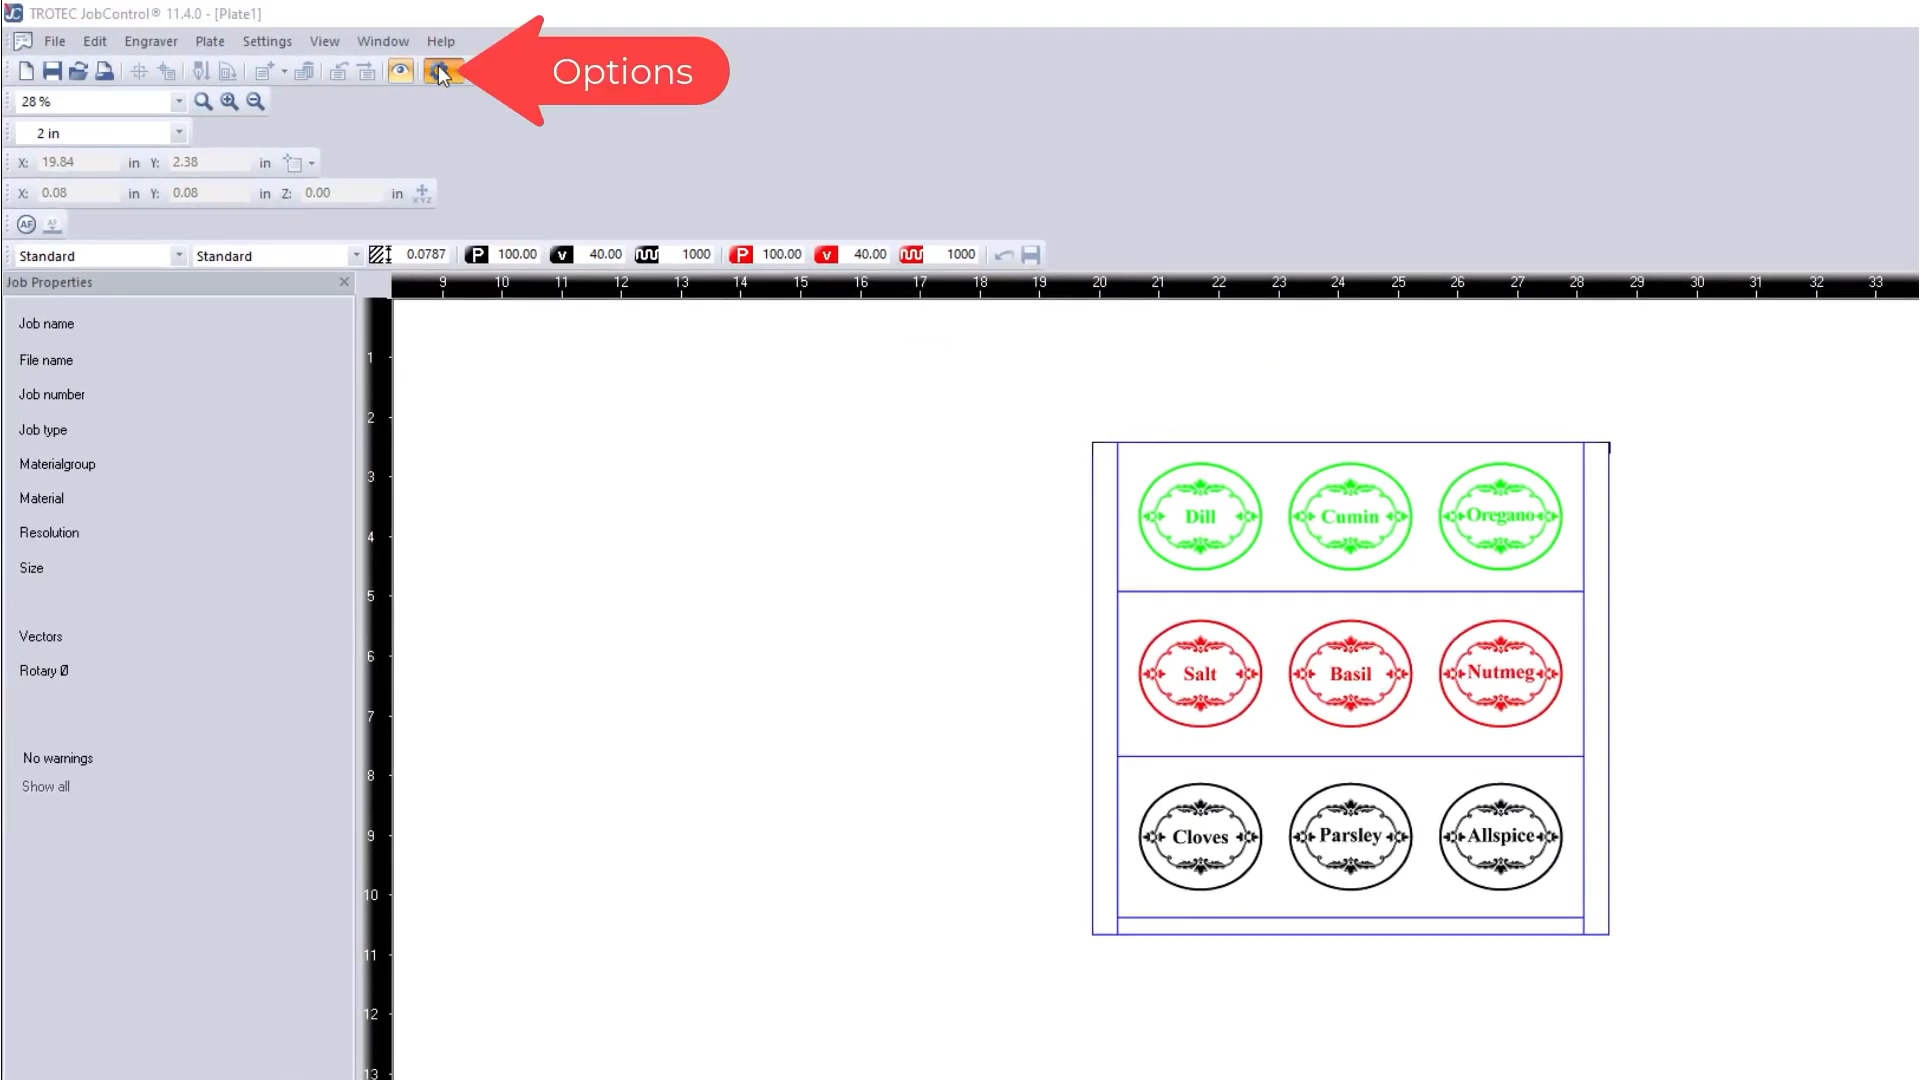 TROTEC JobControl® 11.4.0 - [Plate1]
File Edit Engraver Plate Settings View Window Help
Options
28 %
2 in
X: 19.84 in Y: 2.38 in
X: 0.08 in Y: 0.08 in Z: 0.00 in XYZ
AF AF
Standard Standard 0.0787 P 100.00 v 40.00 1000 P 100.00 v 40.00 1000
Job Properties
9 10 11 12 13 14 15 16 17 18 19 20 21 22 23 24 25 26 27 28 29 30 31 32 33
Job name
File name
Job number
Job type
Materialgroup
Material
Resolution
Size
Vectors
Rotary Ø
No warnings
Show all
1
2
3
4
5
6
7
8
9
10
11
12
13
Dill Cumin Oregano
Salt Basil Nutmeg
Cloves Parsley Allspice